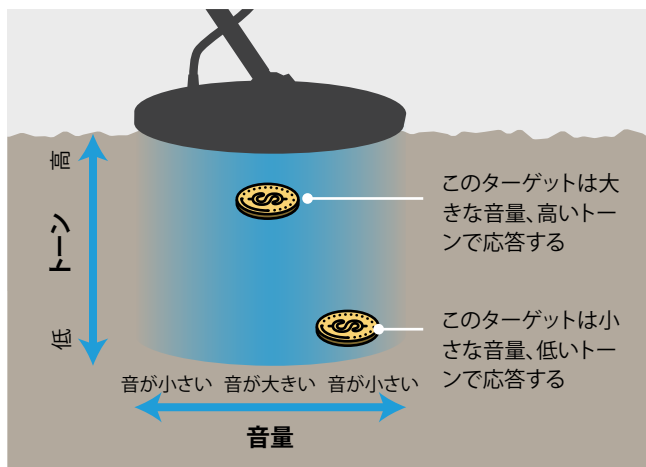 高
トーン
低
このターゲットは大
きな音量、高いトー
ンで応答する
このターゲットは小
さな音量、低いトー
ンで応答する
音が小さい 音が大きい 音が小さい
音量